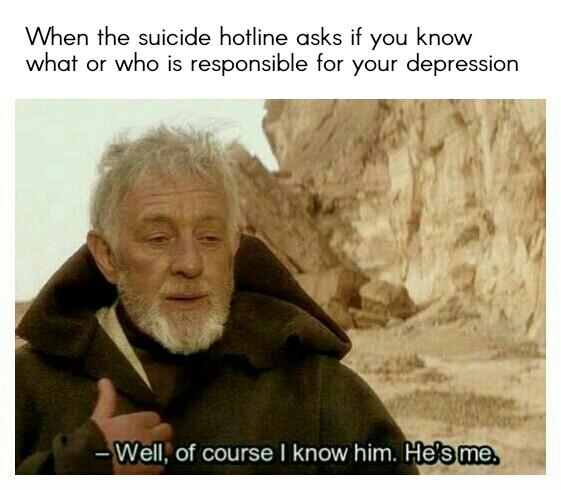 When the suicide hotline asks if you know
what or who is responsible for your depression
– Well, of course I know him. He's me.